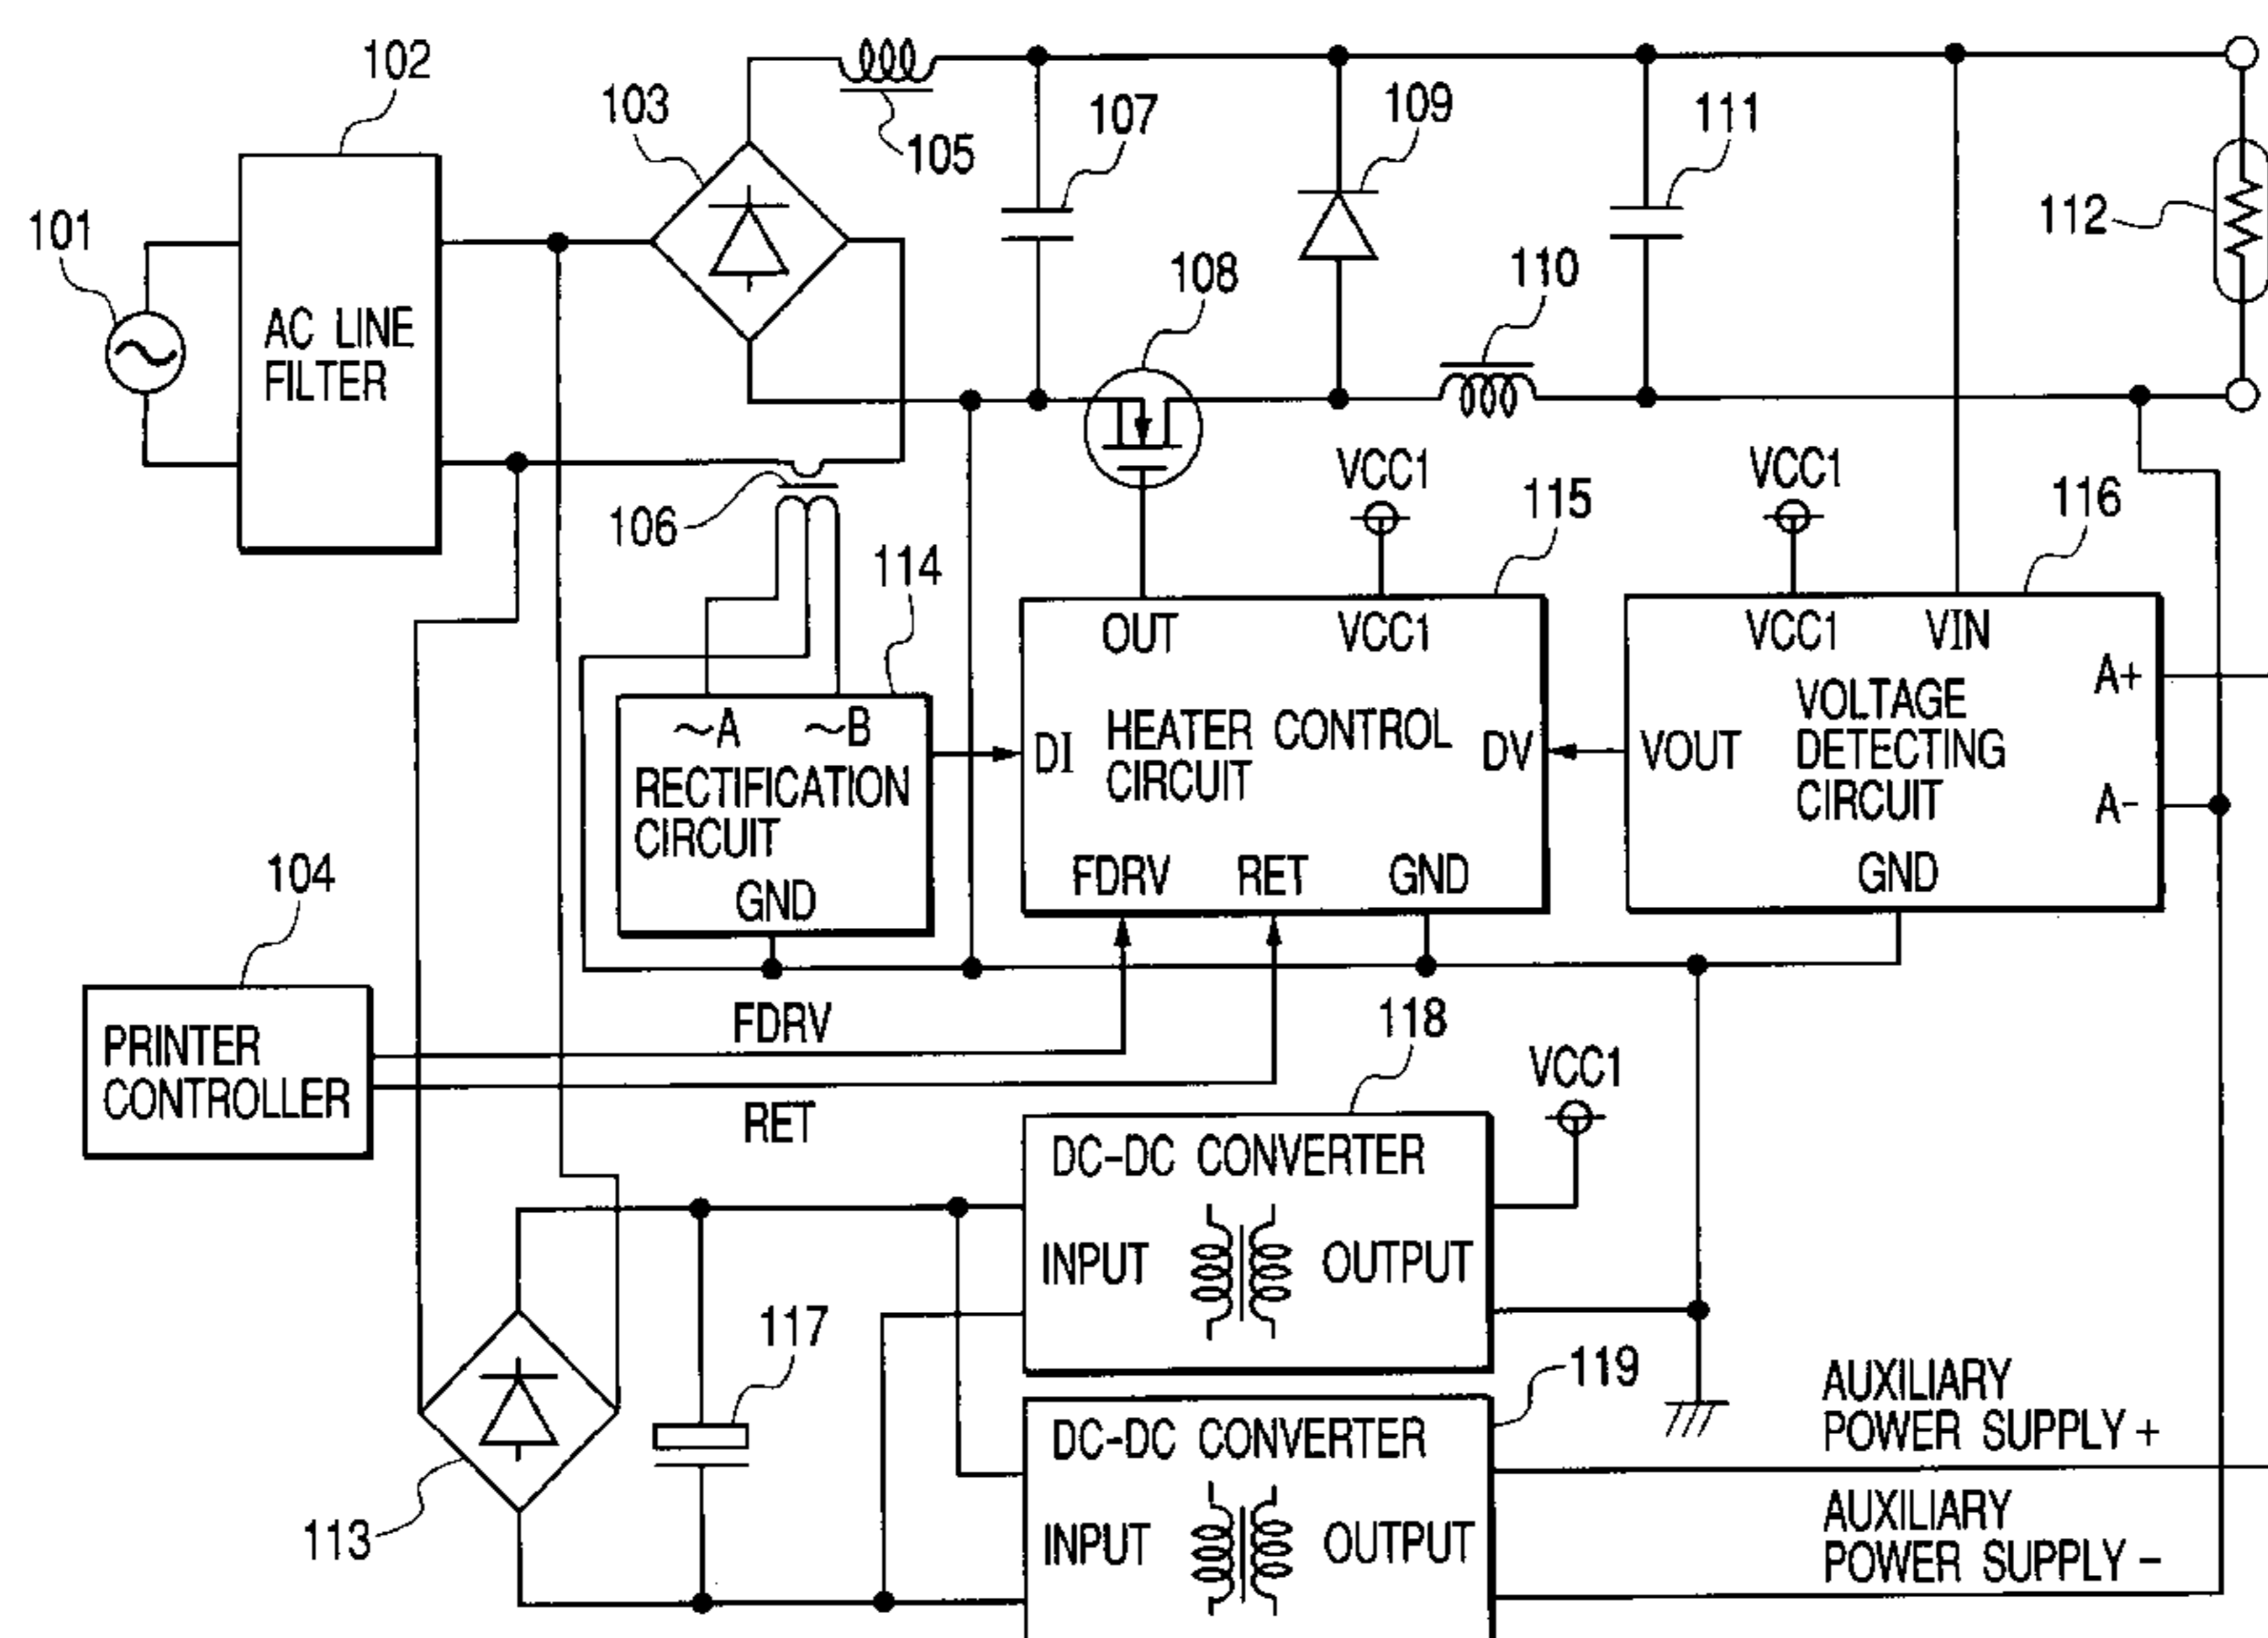 102
103
105
107
109
111
101
AC LINE
FILTER
108
110
112
106
VCC1
115
VCC1
116
114
OUT
VCC1
VCC1
VIN
A+
~A
~B
RECTIFICATION
CIRCUIT
GND
DI
HEATER CONTROL
CIRCUIT
DV
FDRV
RET
GND
VOUT
VOLTAGE
DETECTING
CIRCUIT
A-
GND
104
PRINTER
CONTROLLER
FDRV
RET
118
VCC1
DC-DC CONVERTER
INPUT
OUTPUT
117
113
119
DC-DC CONVERTER
INPUT
OUTPUT
AUXILIARY
POWER SUPPLY +
AUXILIARY
POWER SUPPLY -